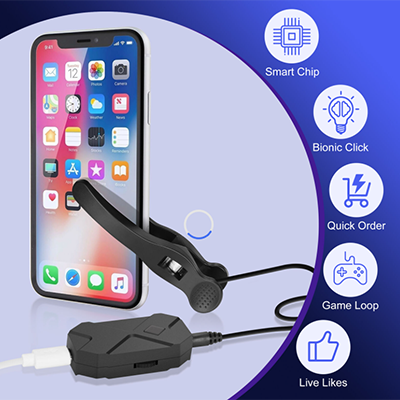 Smart Chip
Bionic Click
Quick Order
Game Loop
Live Likes